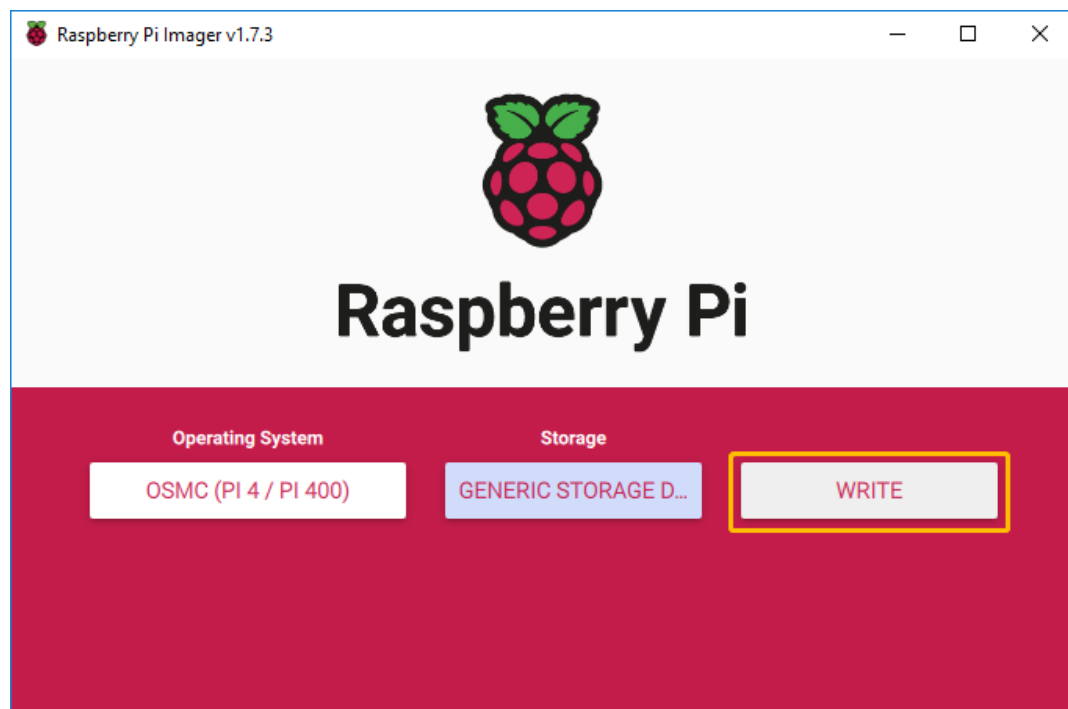 Raspberry Pi Imager v1.7.3
Raspberry Pi
Operating System
Storage
OSMC (PI 4 / PI 400)
GENERIC STORAGE D...
WRITE